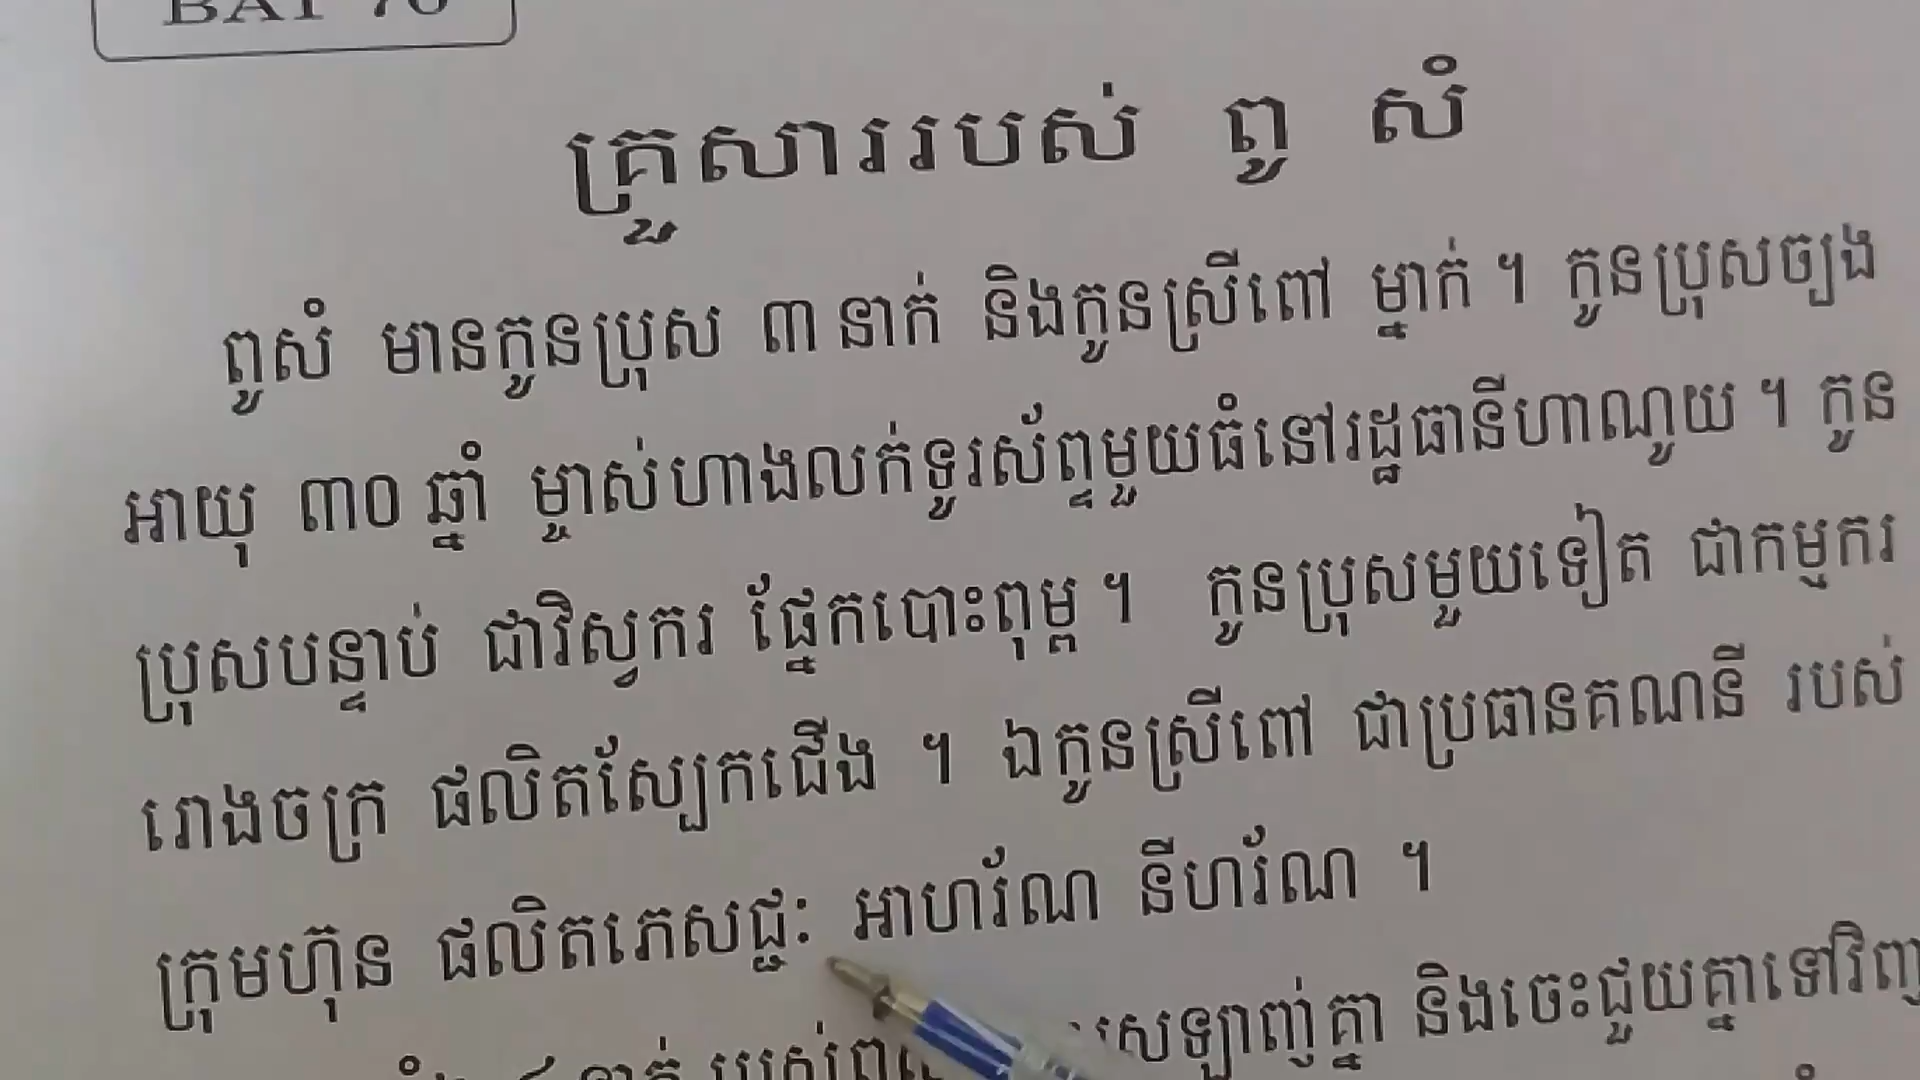 BÀI 70
គ្រួសាររបស់ ពូ សំ
ពូសំ មានកូនប្រុស ៣ នាក់ និងកូនស្រីពៅ ម្នាក់ ។ កូនប្រុសច្បង
អាយុ ៣០ ឆ្នាំ ម្ចាស់ហាងលក់ទូរស័ព្ទមួយធំនៅរដ្ឋធានីហាណូយ ។ កូន
ប្រុសបន្ទាប់ ជាវិស្វករ ផ្នែកបោះពុម្ព ។ កូនប្រុសមួយទៀត ជាកម្មករ
រោងចក្រ ផលិតស្បែកជើង ។ ឯកូនស្រីពៅ ជាប្រធានគណនី របស់
ក្រុមហ៊ុន ផលិតភេសជ្ជៈ អាហរ័ណ នីហរ័ណ ។
នាក់ របស់ ស្រឡាញ់គ្នា និងចេះជួយគ្នាទៅវិញ